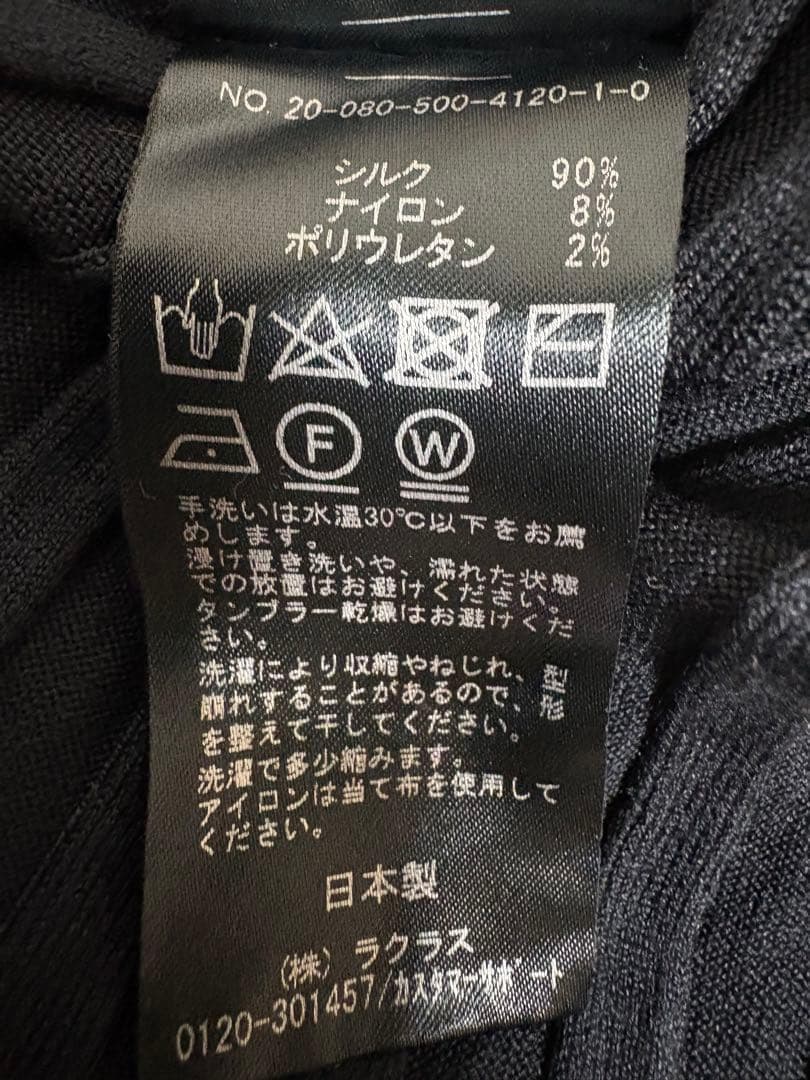 NO. 20-080-500-4120-1-0
シルク 90%
ナイロン 8%
ポリウレタン 2%
F W
手洗いは水温30℃以下をお薦
めします。
浸け置き洗いや、濡れた状態
での放置はお避けください。
タンブラー乾燥はお避けくだ
さい。
洗濯により収縮やねじれ、型
崩れすることがあるので、形
を整えて干してください。
洗濯で多少縮みます。
アイロンは当て布を使用して
ください。
日本製
(株) ラクラス
0120-301457/カスタマーサポート